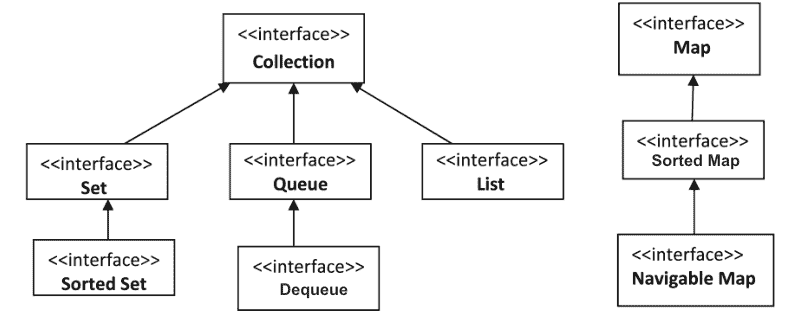 <<interface>>
Collection
<<interface>>
Map
<<interface>>
Set
<<interface>>
Queue
<<interface>>
List
<<interface>>
Sorted Map
<<interface>>
Sorted Set
<<interface>>
Dequeue
<<interface>>
Navigable Map